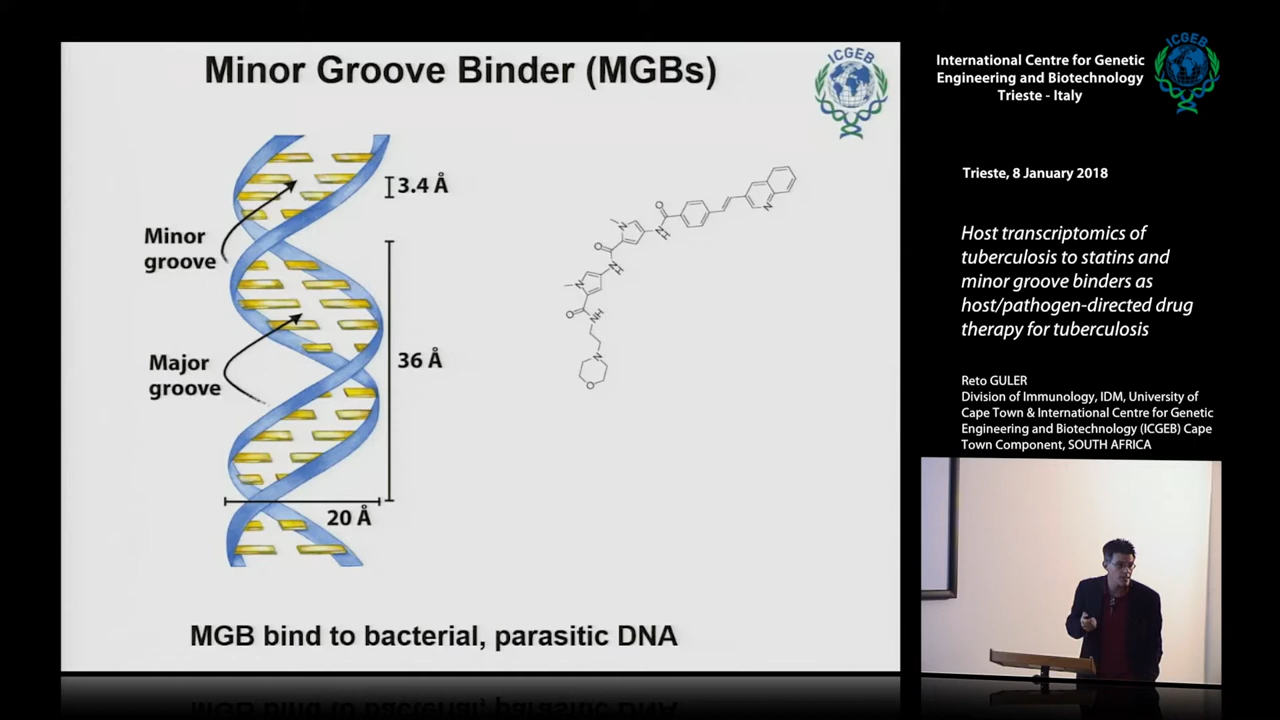 Minor Groove Binder (MGBs)
ICGEB
3.4 Å
Minor
groove
Major
groove
36 Å
20 Å
N
O
N
H
O
N
N
H
N
O
NH
N
O
MGB bind to bacterial, parasitic DNA
International Centre for Genetic
Engineering and Biotechnology
Trieste - Italy
ICGEB
Trieste, 8 January 2018
Host transcriptomics of
tuberculosis to statins and
minor groove binders as
host/pathogen-directed drug
therapy for tuberculosis
Reto GULER
Division of Immunology, IDM, University of
Cape Town & International Centre for Genetic
Engineering and Biotechnology (ICGEB) Cape
Town Component, SOUTH AFRICA